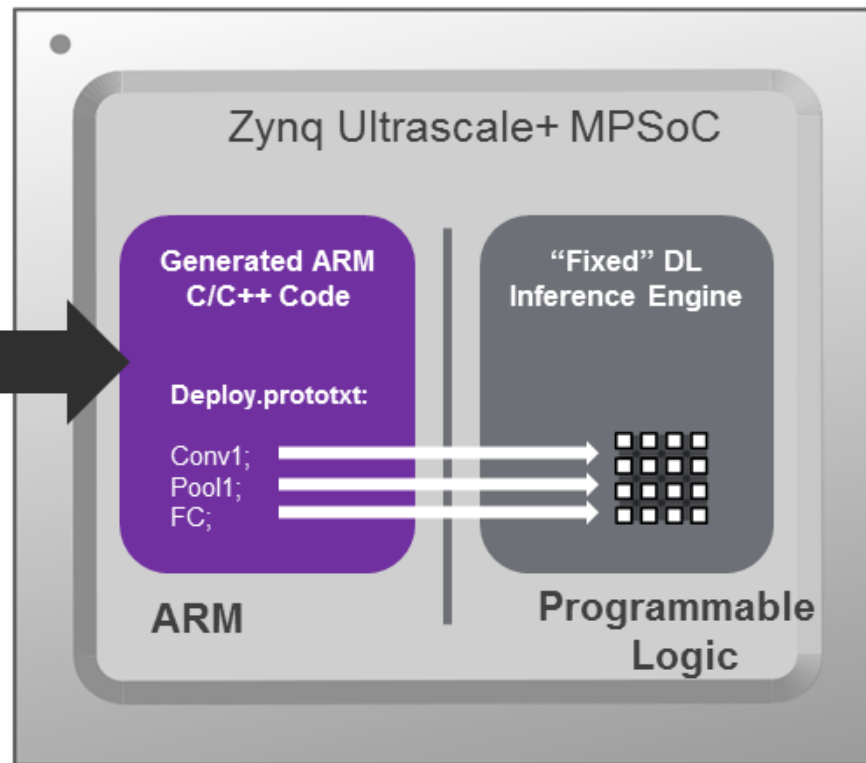 Zynq Ultrascale+ MPSoC
Generated ARM
C/C++ Code
Deploy.prototxt:
Conv1;
Pool1;
FC;
ARM
“Fixed” DL
Inference Engine
Programmable
Logic